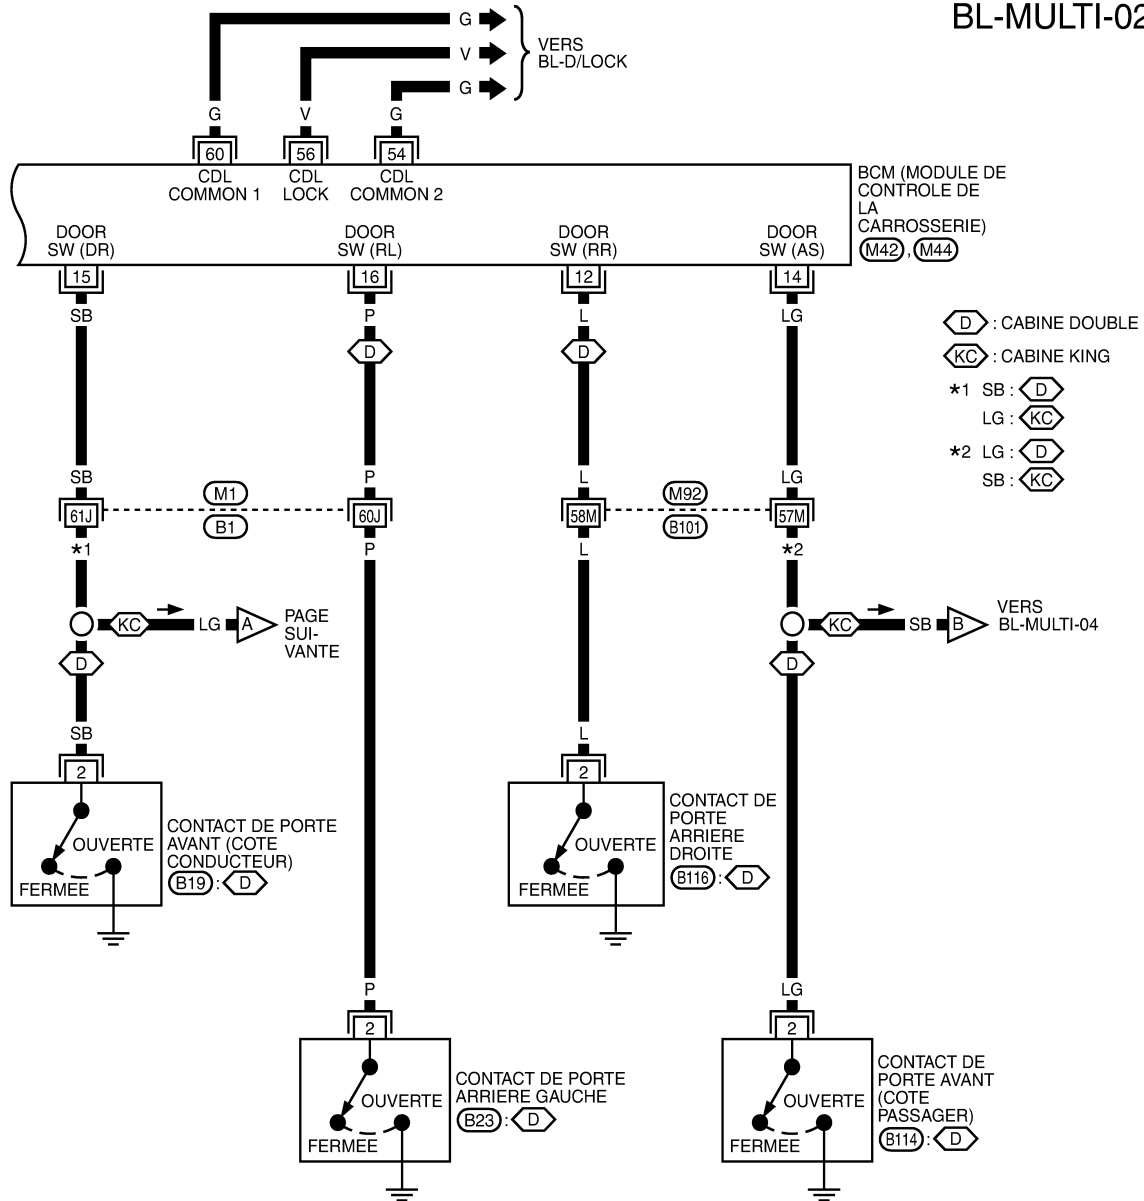 BL-MULTI-02
G
V
G
VERS
BL-D/LOCK
G V G
60 56 54
CDL
COMMON 1
CDL
LOCK
CDL
COMMON 2
BCM (MODULE DE
CONTROLE DE
LA
CARROSSERIE)
M42 , M44
DOOR
SW (DR)
DOOR
SW (RL)
DOOR
SW (RR)
DOOR
SW (AS)
15 16 12 14
SB P L LG
D D
D : CABINE DOUBLE
KC : CABINE KING
*1 SB : D
LG : KC
*2 LG : D
SB : KC
SB P L LG
M1 M92
61J 60J 58M 57M
B1 B101
*1 P L *2
KC LG A
PAGE
SUI-
VANTE
KC SB B
VERS
BL-MULTI-04
D D
SB L
2 2
OUVERTE
FERMEE
CONTACT DE PORTE
AVANT (COTE
CONDUCTEUR)
B19 : D
OUVERTE
FERMEE
CONTACT DE
PORTE
ARRIERE
DROITE
B116 : D
P LG
2 2
OUVERTE
FERMEE
CONTACT DE PORTE
ARRIERE GAUCHE
B23 : D
OUVERTE
FERMEE
CONTACT DE
PORTE AVANT
(COTE
PASSAGER)
B114 : D